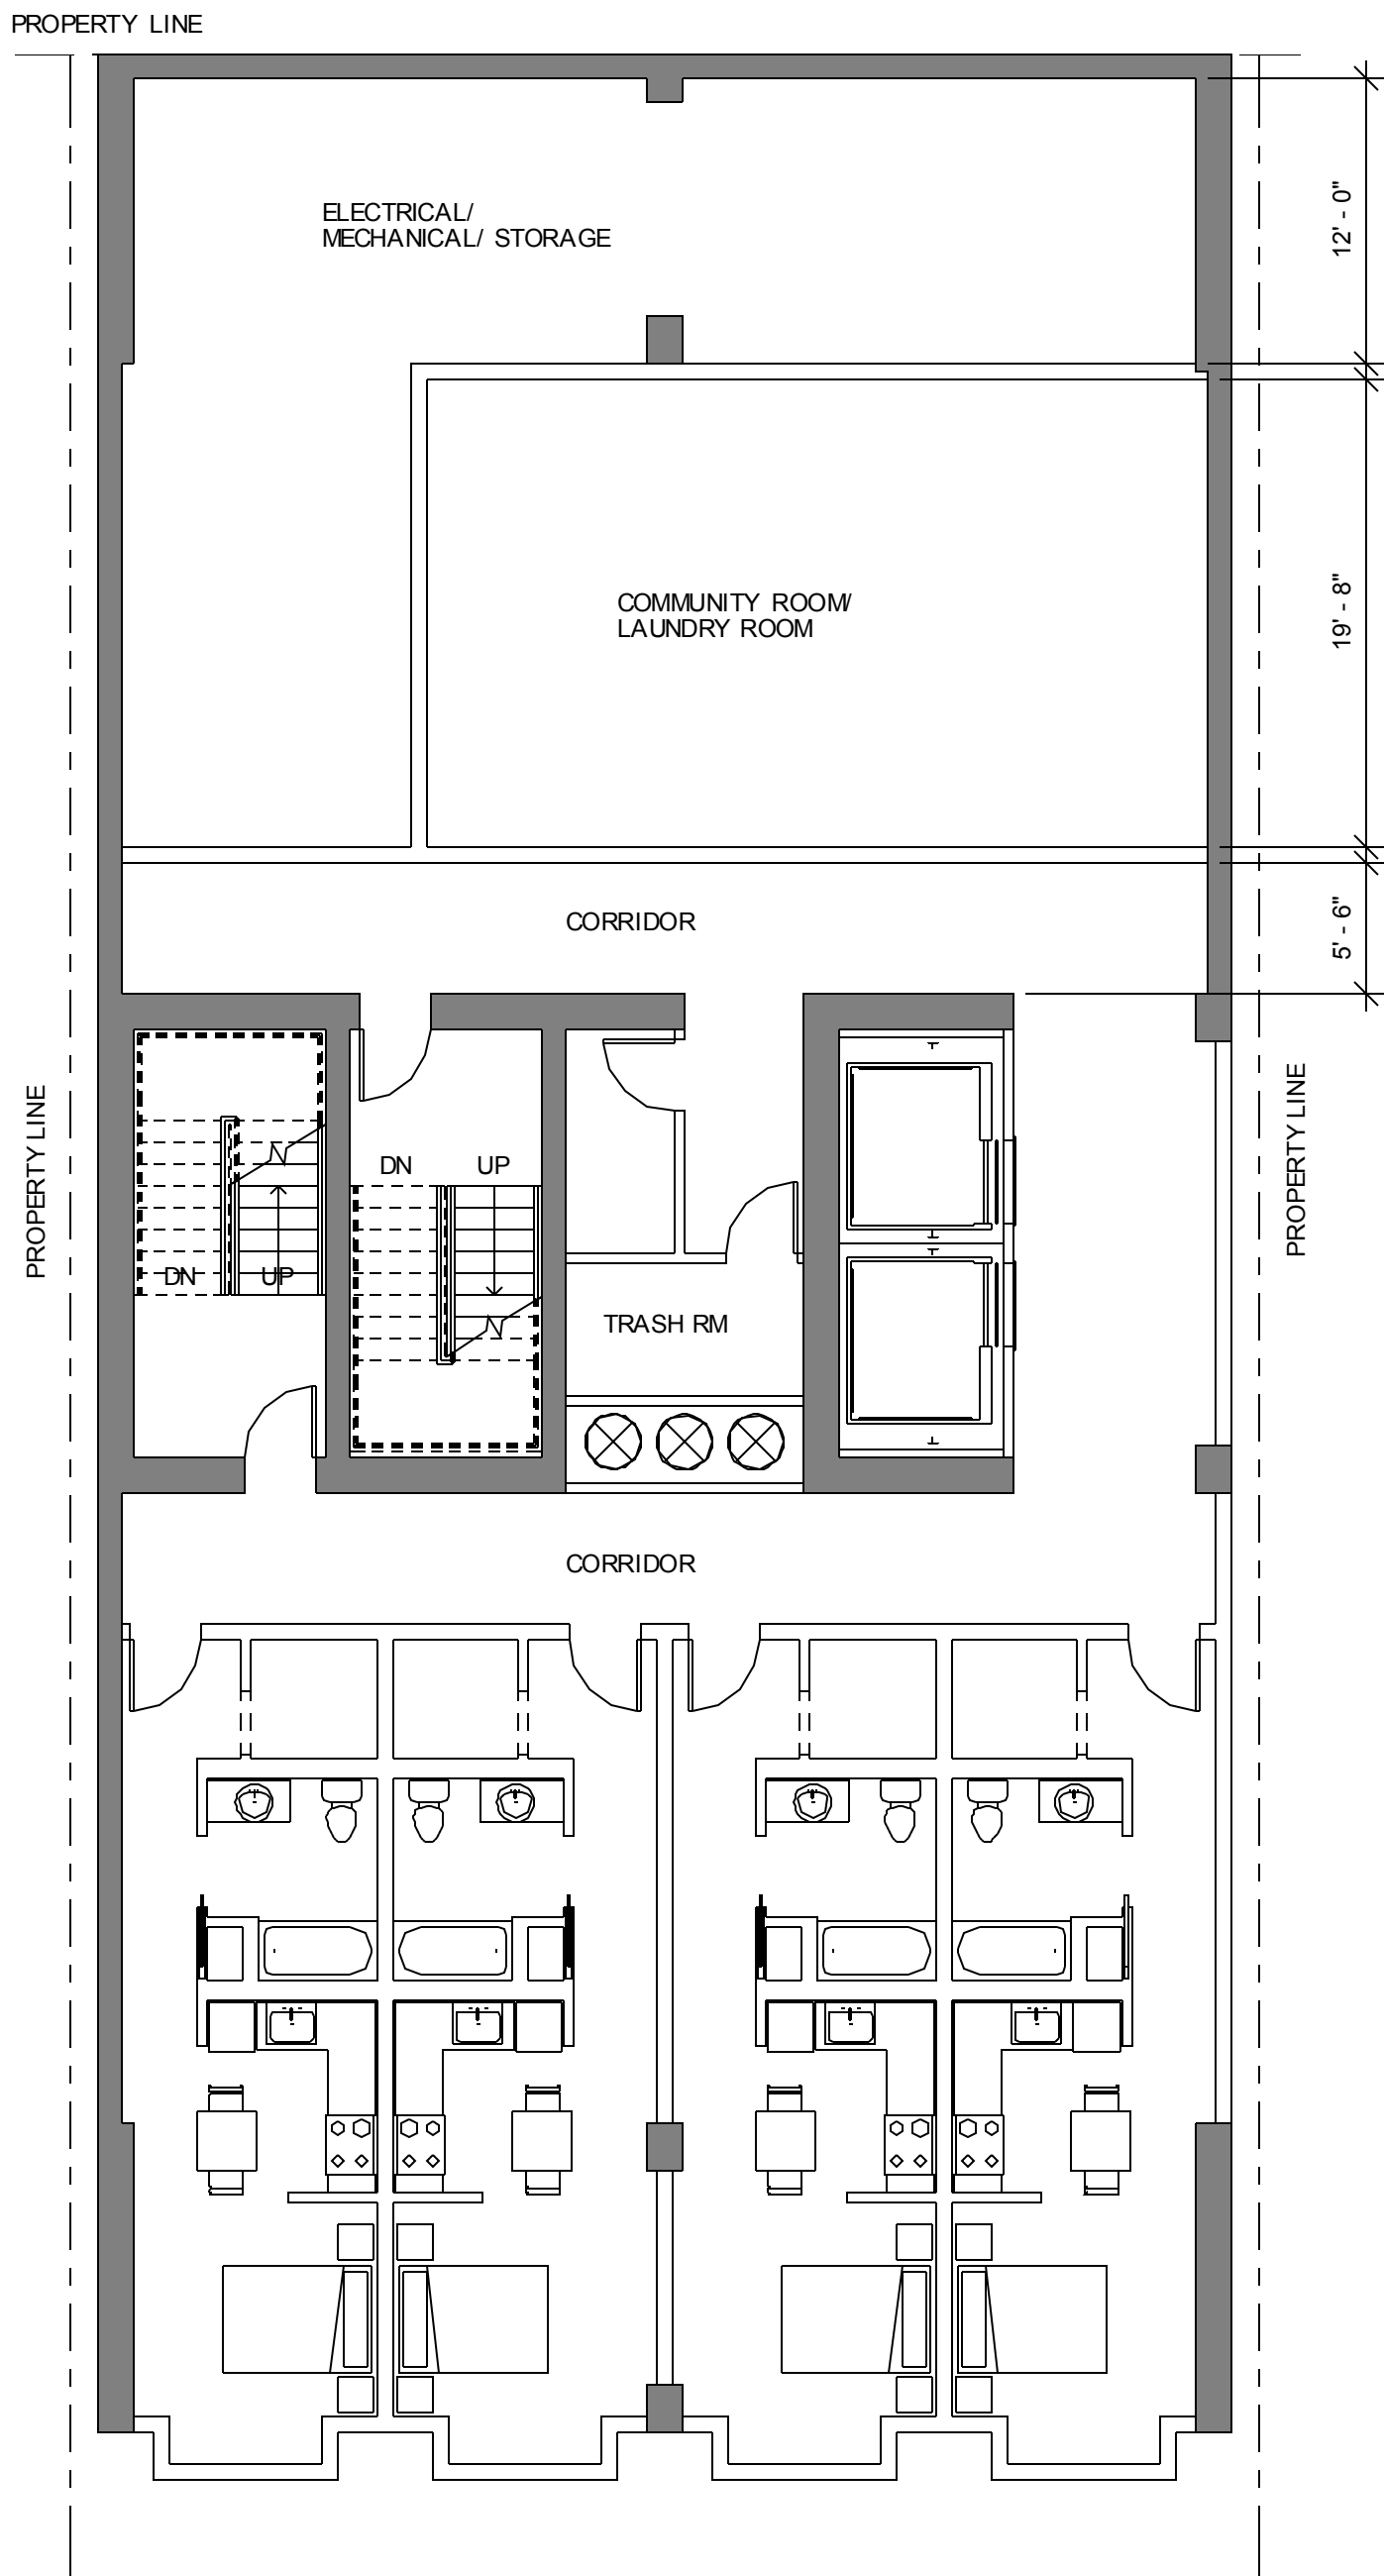 PROPERTY LINE
12' - 0"
ELECTRICAL/
MECHANICAL/ STORAGE
19' - 8"
COMMUNITY ROOM/
LAUNDRY ROOM
5' - 6"
CORRIDOR
PROPERTY LINE
PROPERTY LINE
DN
UP
DN
UP
TRASH RM
CORRIDOR